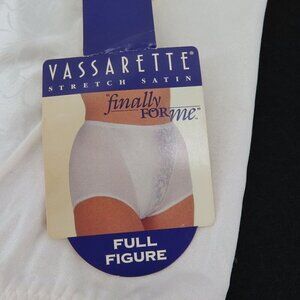 VASSARETTE®
STRETCH SATIN
"finally
FOR me."
FULL
FIGURE